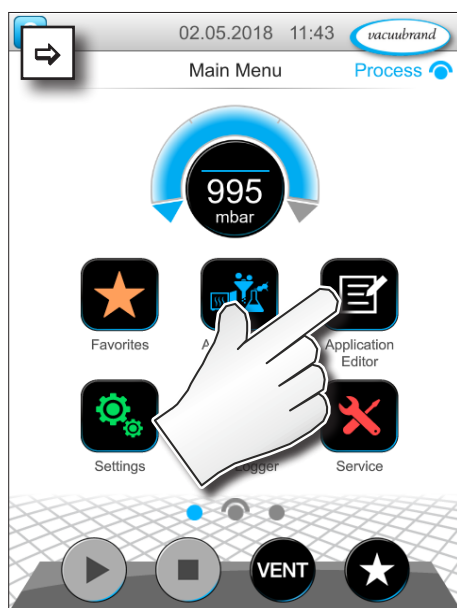 02.05.2018 11:43 vacuubrand
Main Menu Process
995
mbar
Favorites
Application
Editor
Settings
Service
VENT